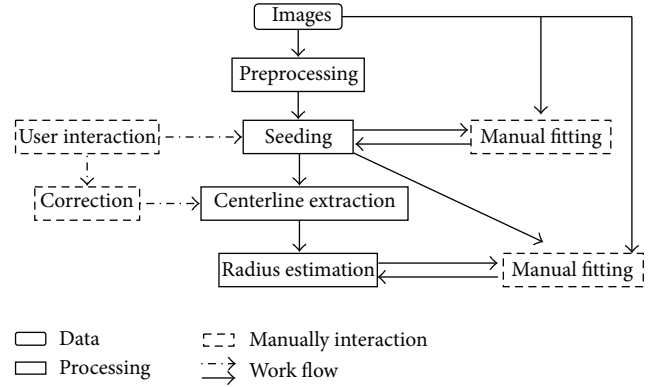 Images
Preprocessing
User interaction
Seeding
Manual fitting
Correction
Centerline extraction
Radius estimation
Manual fitting
Data
Manually interaction
Processing
Work flow